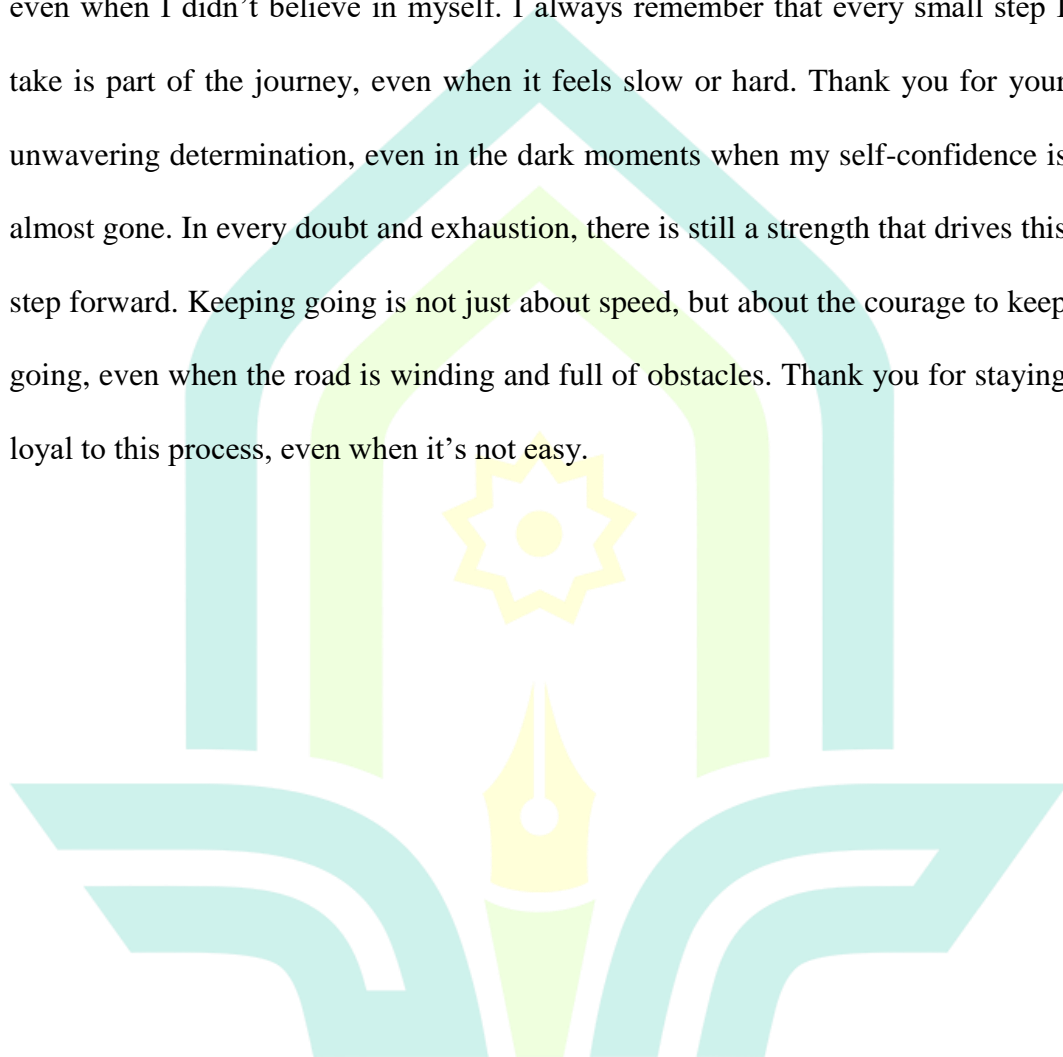 even when I didn’t believe in myself. I always remember that every small step I
take is part of the journey, even when it feels slow or hard. Thank you for your
unwavering determination, even in the dark moments when my self-confidence is
almost gone. In every doubt and exhaustion, there is still a strength that drives this
step forward. Keeping going is not just about speed, but about the courage to keep
going, even when the road is winding and full of obstacles. Thank you for staying
loyal to this process, even when it’s not easy.